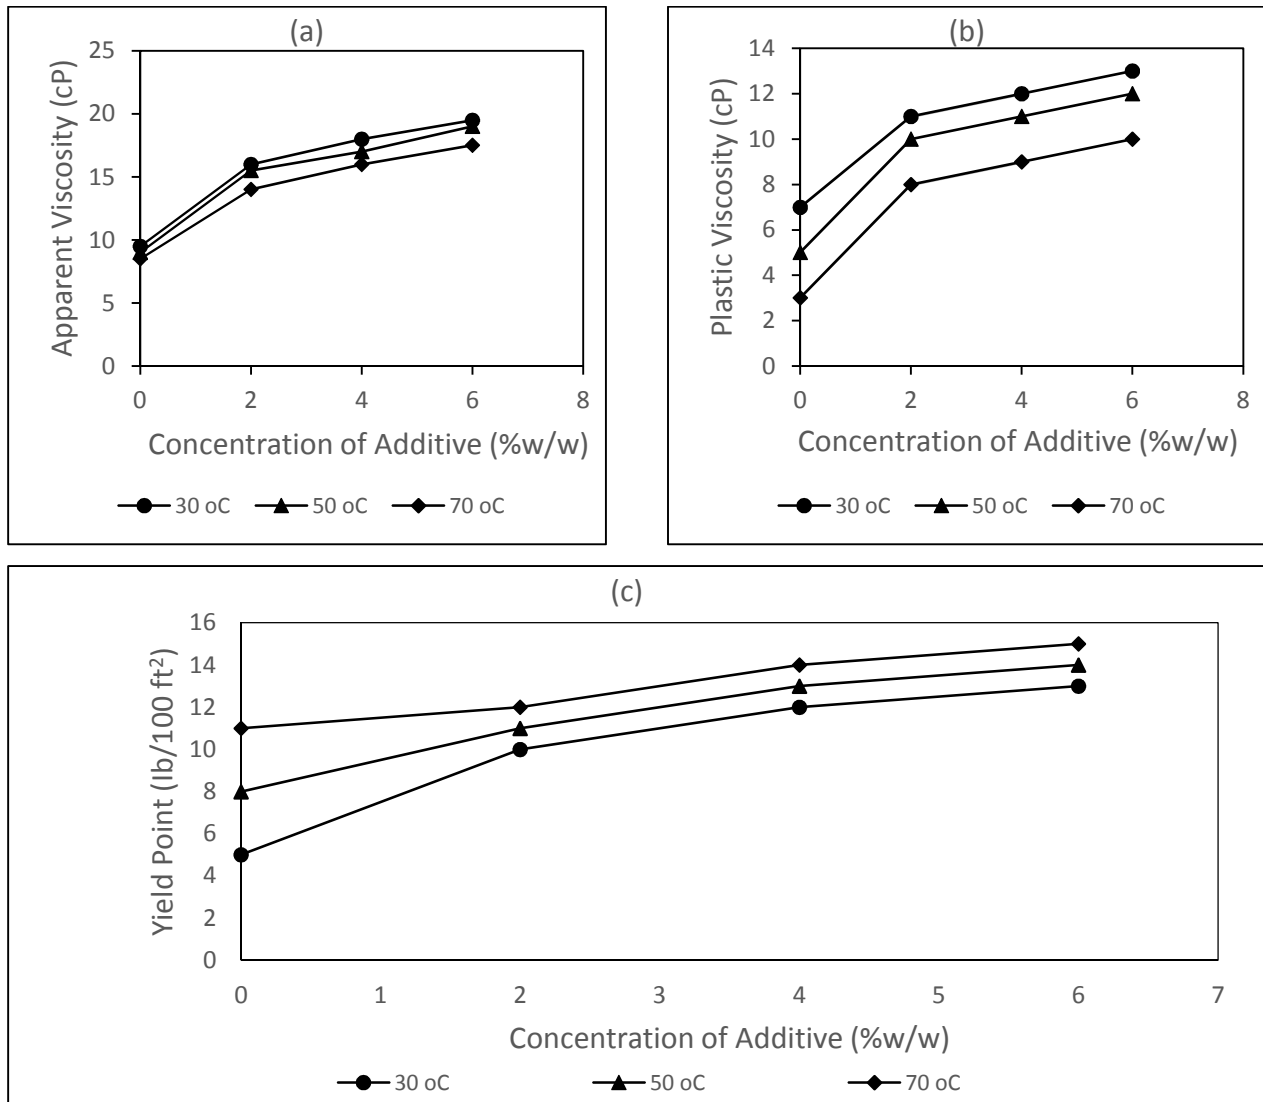 (a)
25
20
15
10
5
0
Apparent Viscosity (cP)
0 2 4 6 8
Concentration of Additive (%w/w)
30 oC 50 oC 70 oC
(b)
14
12
10
8
6
4
2
0
Plastic Viscosity (cP)
0 2 4 6 8
Concentration of Additive (%w/w)
30 oC 50 oC 70 oC
(c)
16
14
12
10
8
6
4
2
0
Yield Point (Ib/100 ft²)
0 1 2 3 4 5 6 7
Concentration of Additive (%w/w)
30 oC 50 oC 70 oC